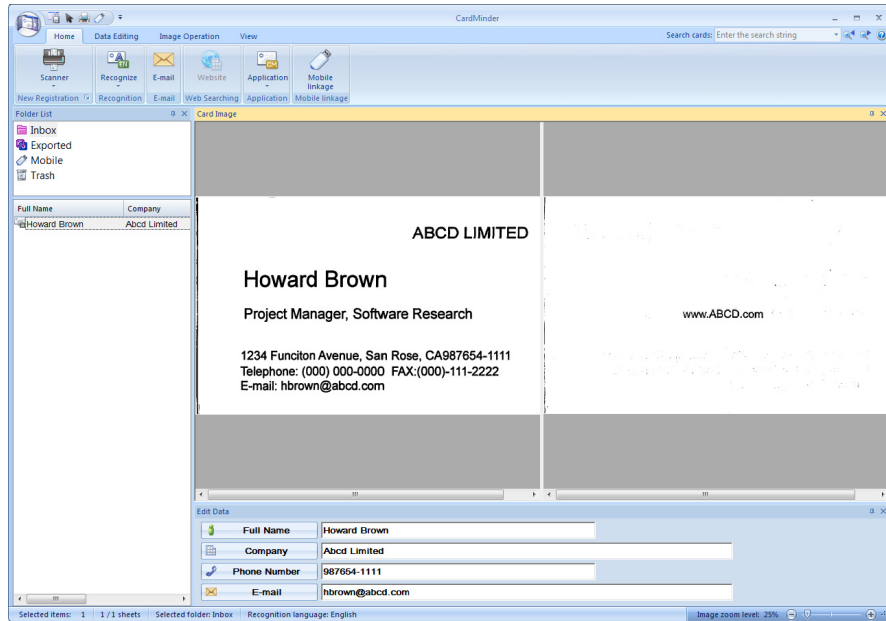 CardMinder
Home Data Editing Image Operation View
Search cards: Enter the search string
Scanner Recognize E-mail Website Application Mobile linkage
New Registration Recognition E-mail Web Searching Application Mobile linkage
Folder List
Card Image
Inbox
Exported
Mobile
Trash
Full Name Company
Howard Brown Abcd Limited
ABCD LIMITED
Howard Brown
Project Manager, Software Research
1234 Funciton Avenue, San Rose, CA987654-1111
Telephone: (000) 000-0000 FAX:(000)-111-2222
E-mail: hbrown@abcd.com
www.ABCD.com
Edit Data
Full Name Howard Brown
Company Abcd Limited
Phone Number 987654-1111
E-mail hbrown@abcd.com
Selected items: 1 1 / 1 sheets Selected folder: Inbox Recognition language: English Image zoom level: 25%